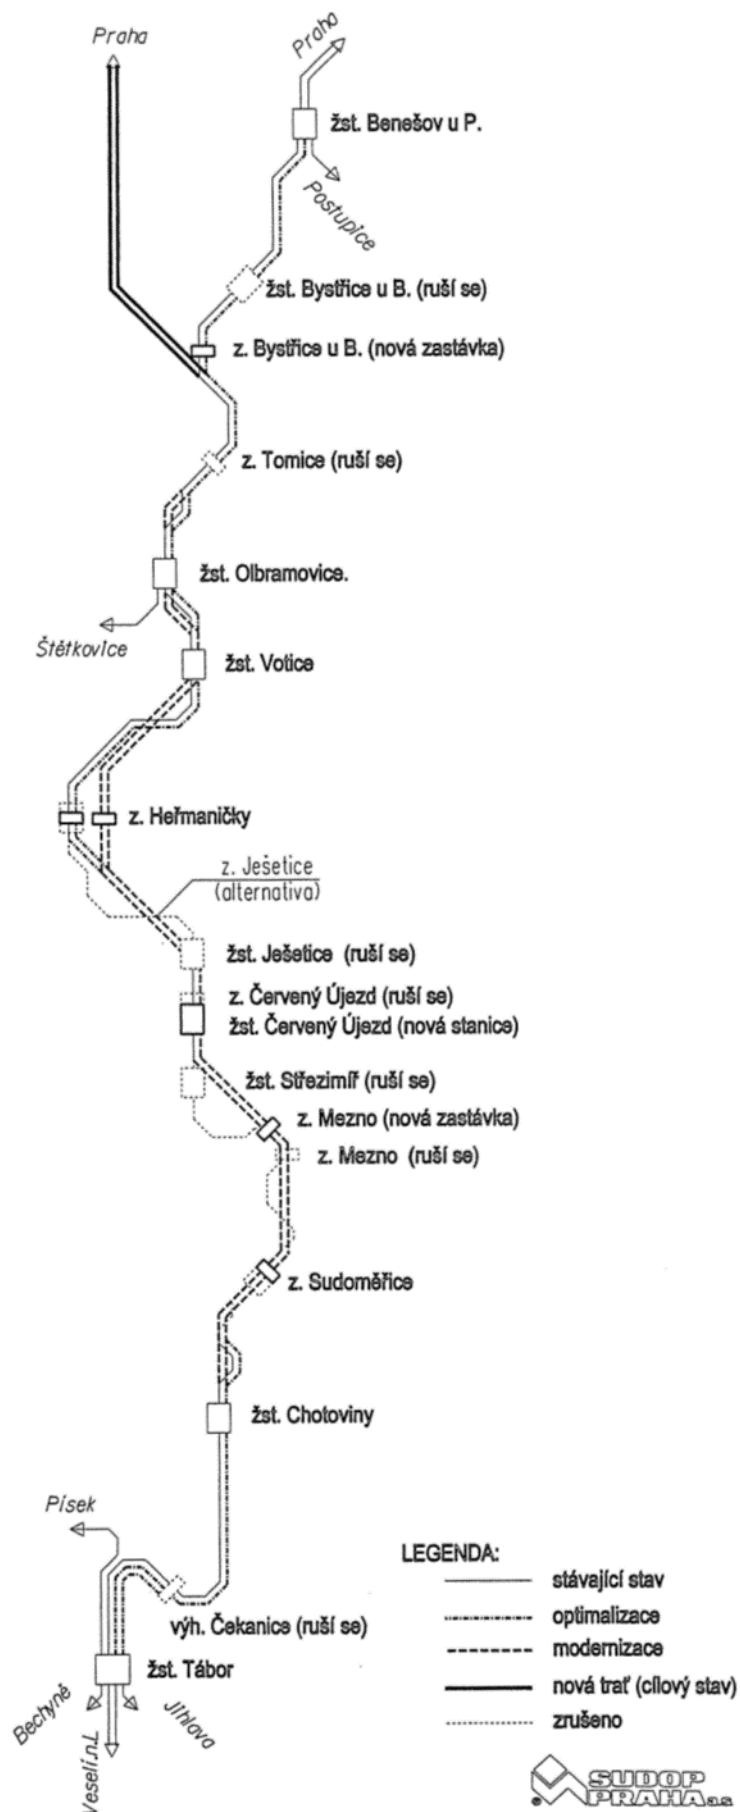 Praha
Praha
žst. Benešov u P.
Postupice
žst. Bystřice u B. (ruší se)
z. Bystřice u B. (nová zastávka)
z. Tomice (ruší se)
žst. Olbramovice.
Štětkovice
žst. Votice
z. Heřmaničky
z. Ješetice
(alternativa)
žst. Ješetice (ruší se)
z. Červený Újezd (ruší se)
žst. Červený Újezd (nová stanice)
žst. Střezimíř (ruší se)
z. Mezno (nová zastávka)
z. Mezno (ruší se)
z. Sudoměřice
žst. Chotoviny
Písek
výh. Čekanice (ruší se)
žst. Tábor
Bechyně
Jihlava
Veselí n.L
LEGENDA:
stávající stav
optimalizace
modernizace
nová trať (cílový stav)
zrušeno
SUDOP
PRAHA a.s.